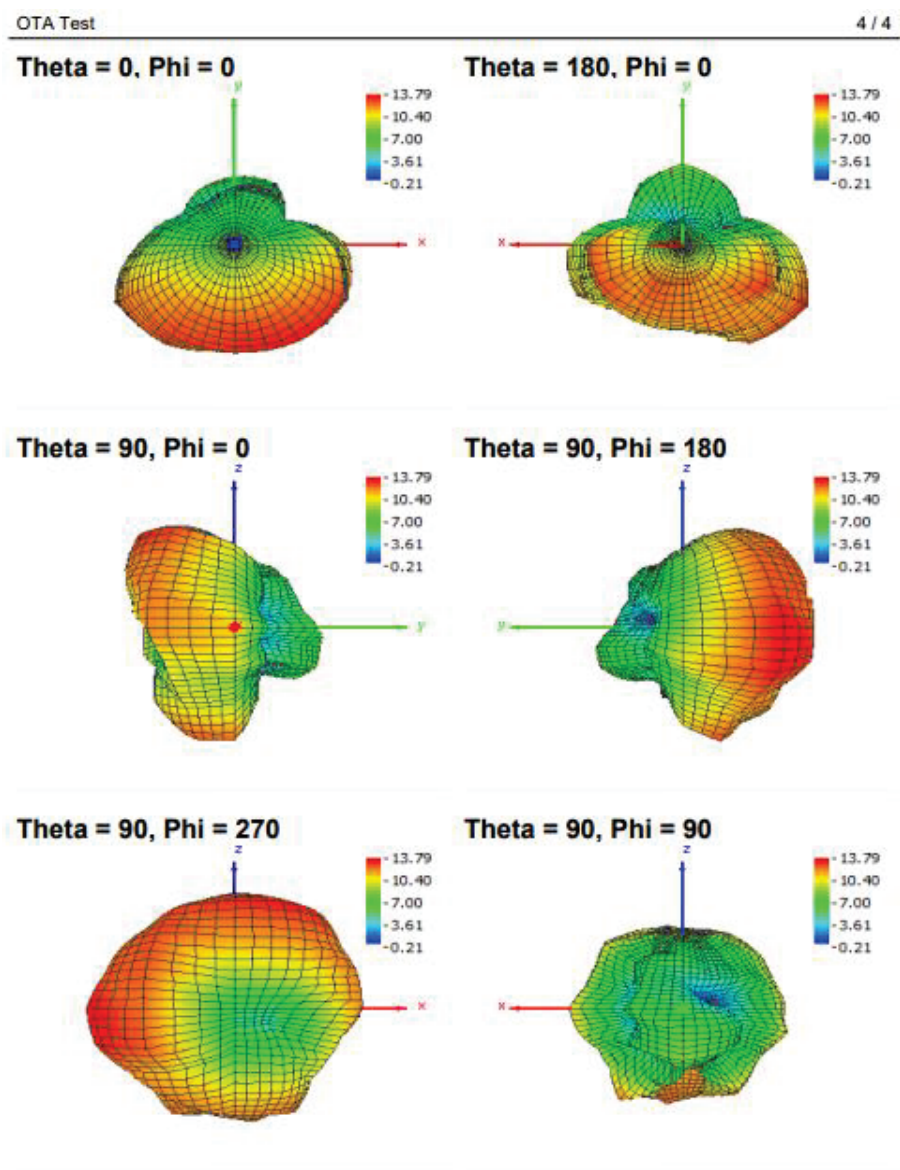 OTA Test 4 / 4
Theta = 0, Phi = 0 Theta = 180, Phi = 0
y y
- 13.79 - 13.79
- 10.40 - 10.40
- 7.00 - 7.00
- 3.61 - 3.61
- 0.21 - 0.21
x x
Theta = 90, Phi = 0 Theta = 90, Phi = 180
z z
- 13.79 - 13.79
- 10.40 - 10.40
- 7.00 - 7.00
- 3.61 - 3.61
- 0.21 - 0.21
y y
Theta = 90, Phi = 270 Theta = 90, Phi = 90
z z
- 13.79 - 13.79
- 10.40 - 10.40
- 7.00 - 7.00
- 3.61 - 3.61
- 0.21 - 0.21
x x